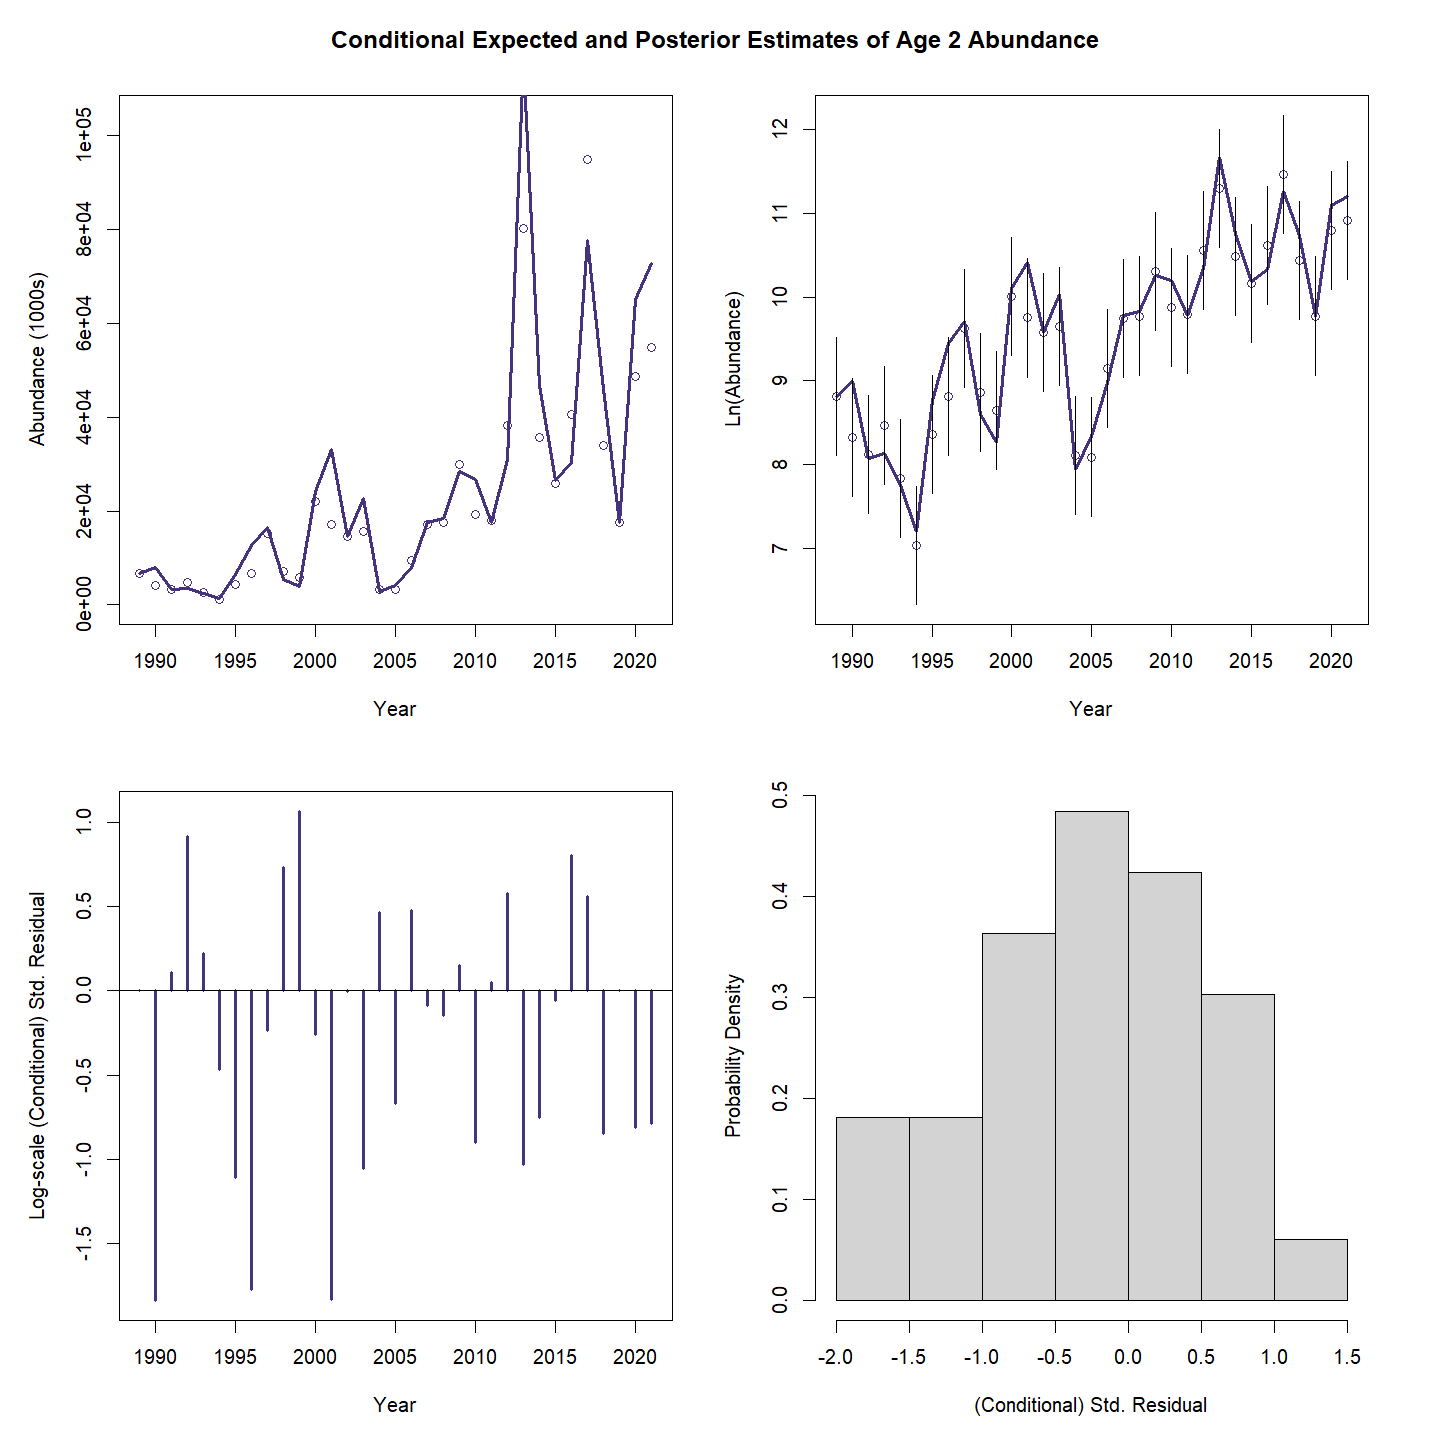 Conditional Expected and Posterior Estimates of Age 2 Abundance
Abundance (1000s)
0e+00 2e+04 4e+04 6e+04 8e+04 1e+05
1990 1995 2000 2005 2010 2015 2020
Year
Ln(Abundance)
7 8 9 10 11 12
1990 1995 2000 2005 2010 2015 2020
Year
Log-scale (Conditional) Std. Residual
-1.5 -1.0 -0.5 0.0 0.5 1.0
1990 1995 2000 2005 2010 2015 2020
Year
Probability Density
0.0 0.1 0.2 0.3 0.4 0.5
-2.0 -1.5 -1.0 -0.5 0.0 0.5 1.0 1.5
(Conditional) Std. Residual